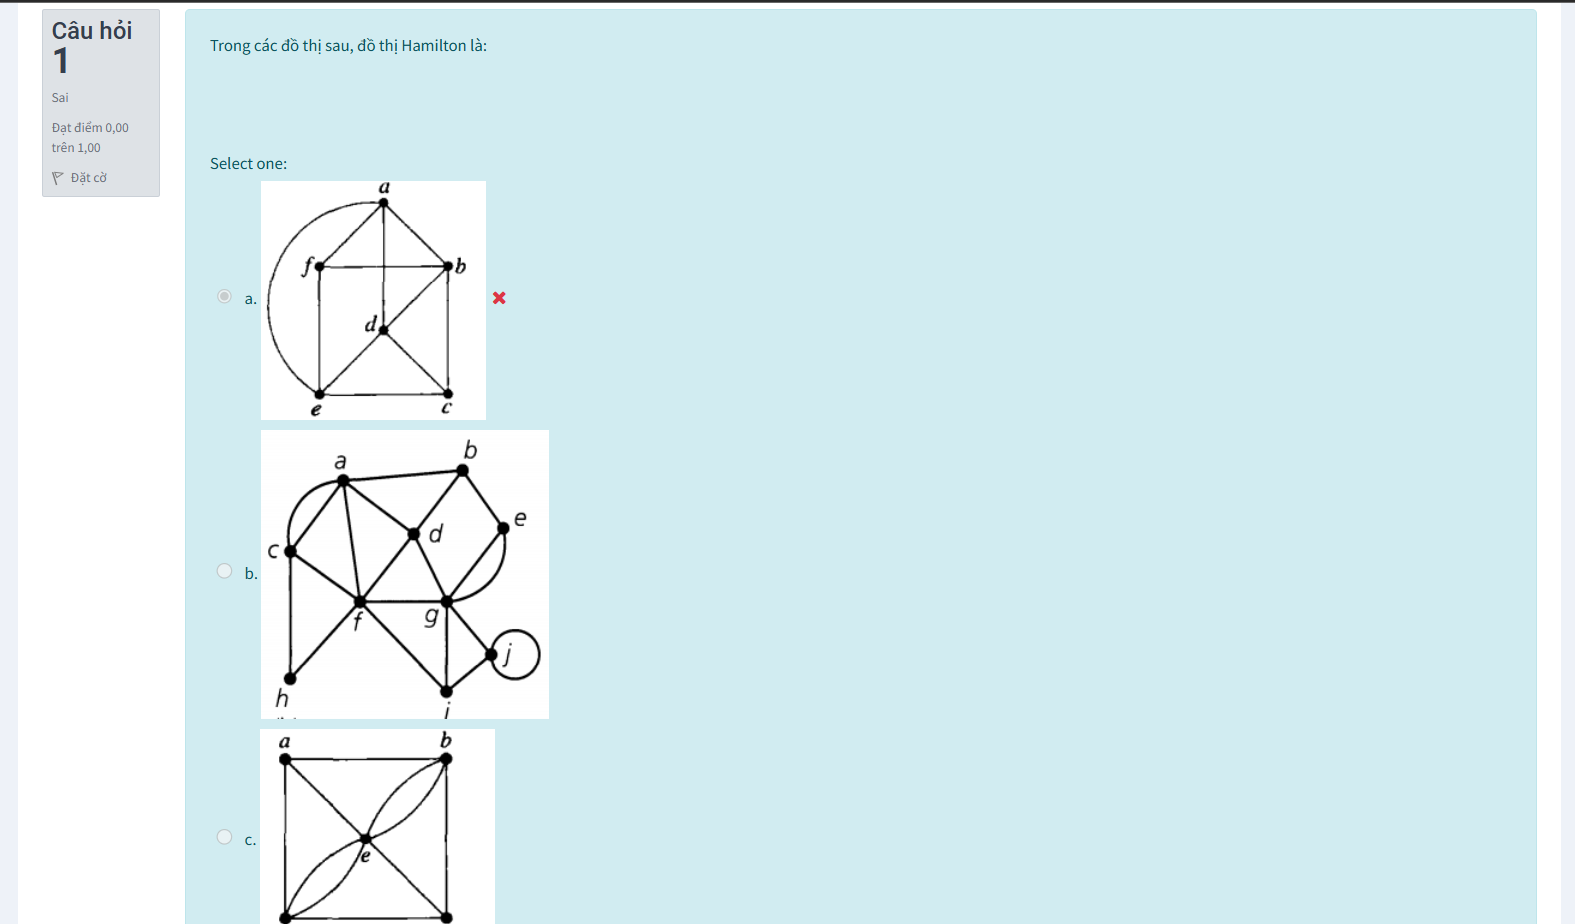 Câu hỏi
1
Sai
Đạt điểm 0,00
trên 1,00
Đặt cờ
Trong các đồ thị sau, đồ thị Hamilton là:
Select one:
a.
a
f
b
d
e
c
b.
a
b
c
d
e
f
g
h
i
j
c.
a
b
e